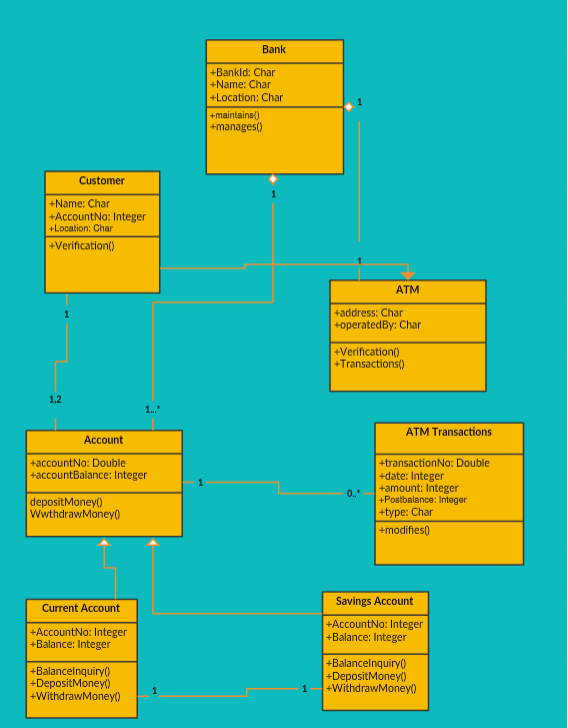 Bank
+BankId: Char
+Name: Char
+Location: Char
+maintains()
+manages()
1
1
Customer
+Name: Char
+AccountNo: Integer
+Location: Char
+Verification()
1
ATM
+address: Char
+operatedBy: Char
+Verification()
+Transactions()
1
1,2
1...*
Account
+accountNo: Double
+accountBalance: Integer
depositMoney()
WwthdrawMoney()
1
0..*
ATM Transactions
+transactionNo: Double
+date: Integer
+amount: Integer
+Postbalance: Integer
+type: Char
+modifies()
Current Account
+AccountNo: Integer
+Balance: Integer
+BalanceInquiry()
+DepositMoney()
+WithdrawMoney()
1
1
Savings Account
+AccountNo: Integer
+Balance: Integer
+BalanceInquiry()
+DepositMoney()
+WithdrawMoney()